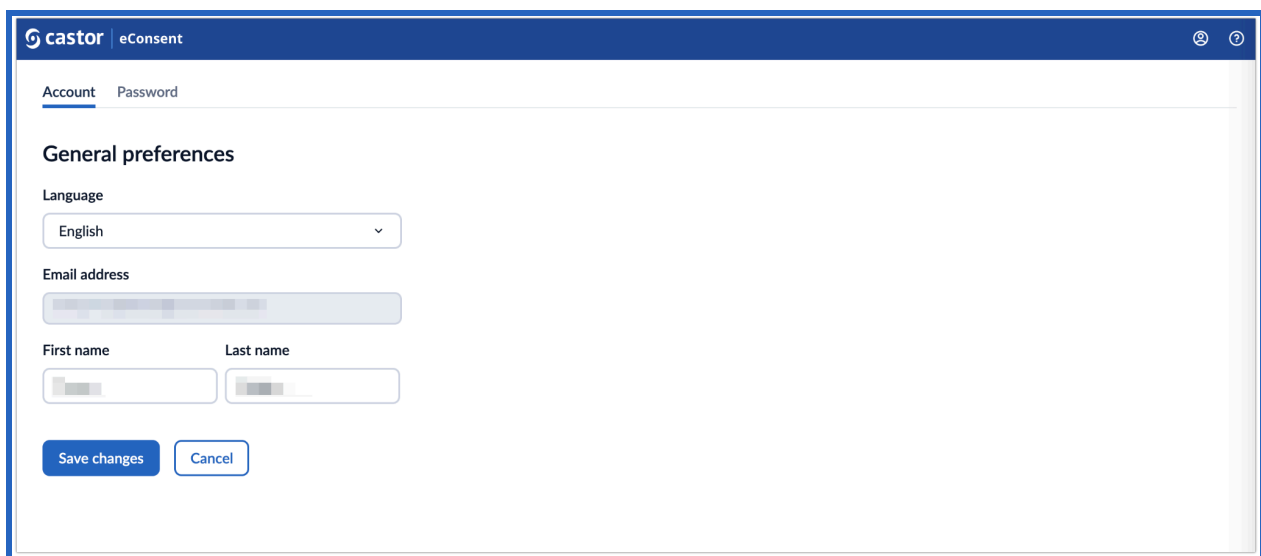 castor eConsent
Account Password
General preferences
Language
English
Email address
First name Last name
Save changes Cancel